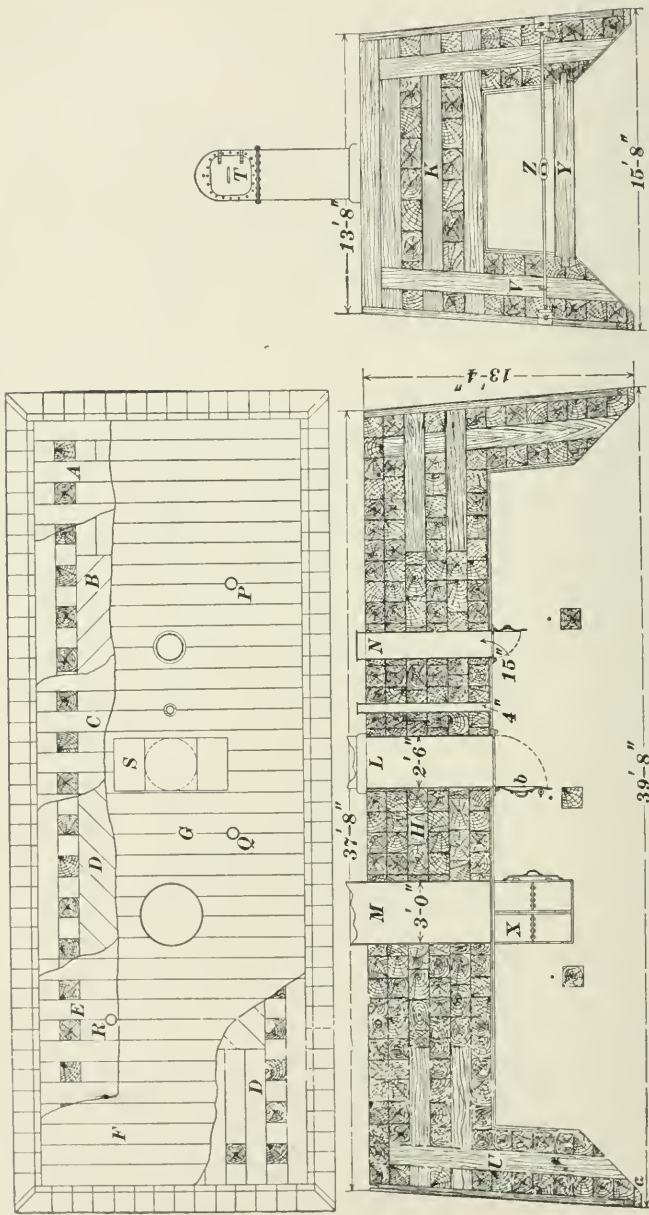 A
B
C
D
E
R
F
S
G
P
Q
D
T
13'-8"
K
V
Z
Y
15'-8"
37'-8"
13'-4"
M
3'-0"
H
L
2'-6"
4"
N
15"
X
b
U
a
39'-8"